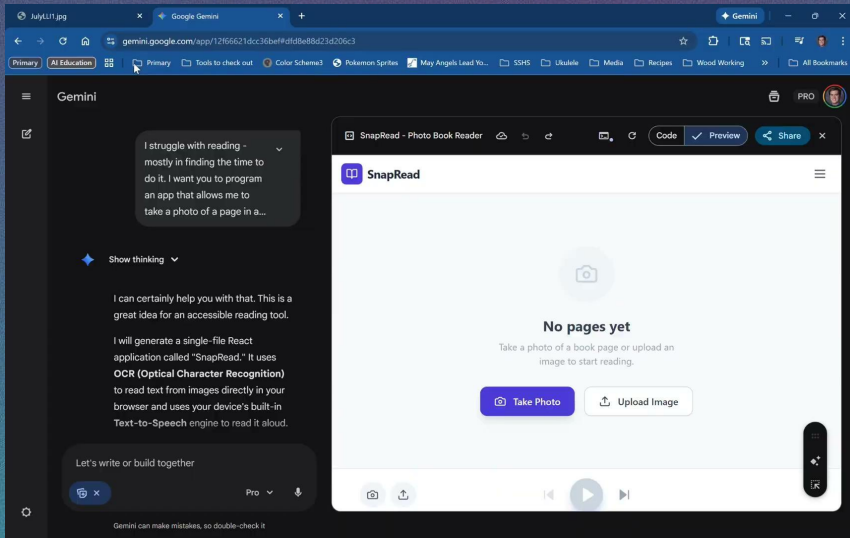 JulyLLI1.jpg
Google Gemini
Gemini
gemini.google.com/app/12f66621dcc36bef#dfd8e88d23d206c3
Primary
AI Education
Primary
Tools to check out
Color Scheme3
Pokemon Sprites
May Angels Lead Yo...
SSHS
Ukulele
Media
Recipes
Wood Working
All Bookmarks
Gemini
PRO
I struggle with reading -
mostly in finding the time to
do it. I want you to program
an app that allows me to
take a photo of a page in a...
Show thinking
I can certainly help you with that. This is a
great idea for an accessible reading tool.
I will generate a single-file React
application called "SnapRead." It uses
OCR (Optical Character Recognition)
to read text from images directly in your
browser and uses your device's built-in
Text-to-Speech engine to read it aloud.
Let's write or build together
Pro
Gemini can make mistakes, so double-check it
SnapRead - Photo Book Reader
Code
Preview
Share
SnapRead
No pages yet
Take a photo of a book page or upload an
image to start reading.
Take Photo
Upload Image